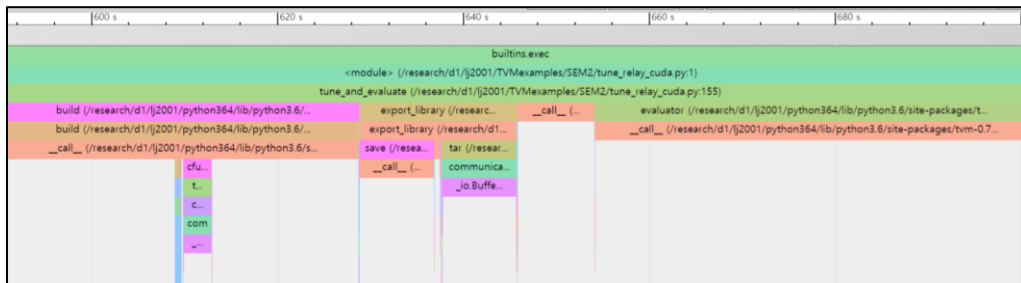 600 s 620 s 640 s 660 s 680 s
builtins.exec
<module> (/research/d1/lj2001/TVMexamples/SEM2/tune_relay_cuda.py:1)
tune_and_evaluate (/research/d1/lj2001/TVMexamples/SEM2/tune_relay_cuda.py:155)
build (/research/d1/lj2001/python364/lib/python3.6/... export_library (/researc... __call__ (... evaluator (/research/d1/lj2001/python364/lib/python3.6/site-packages/t...
build (/research/d1/lj2001/python364/lib/python3.6/... export_library (/research/d1... __call__ (/research/d1/lj2001/python364/lib/python3.6/site-packages/tvm-0.7...
__call__ (/research/d1/lj2001/python364/lib/python3.6/s... save (/resea... tar (/resear...
cfu... __call__ (... communica...
t... _io.Buffe...
c...
com
_...